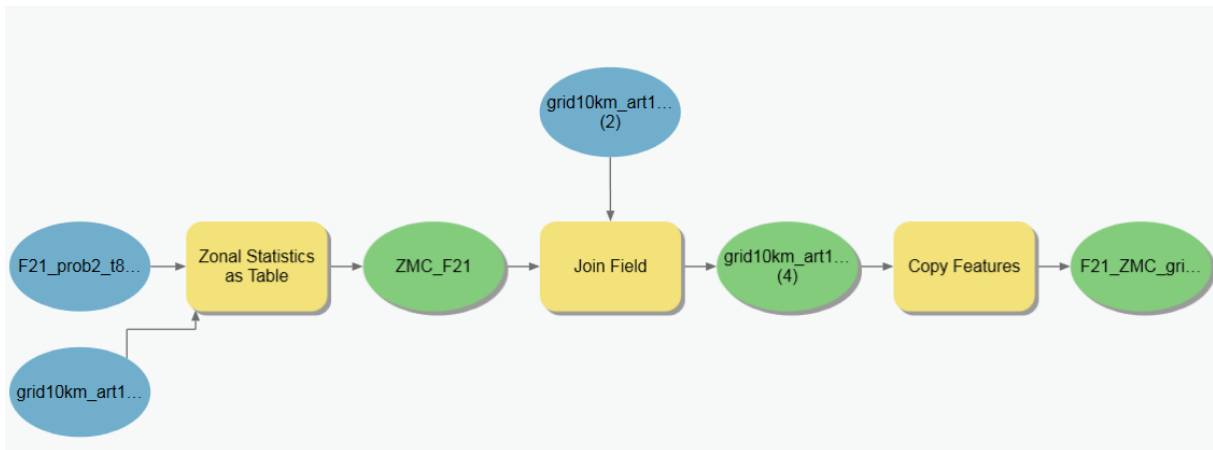 grid10km_art1...
(2)
F21_prob2_t8...
Zonal Statistics
as Table
ZMC_F21
Join Field
grid10km_art1...
(4)
Copy Features
F21_ZMC_gri...
grid10km_art1...